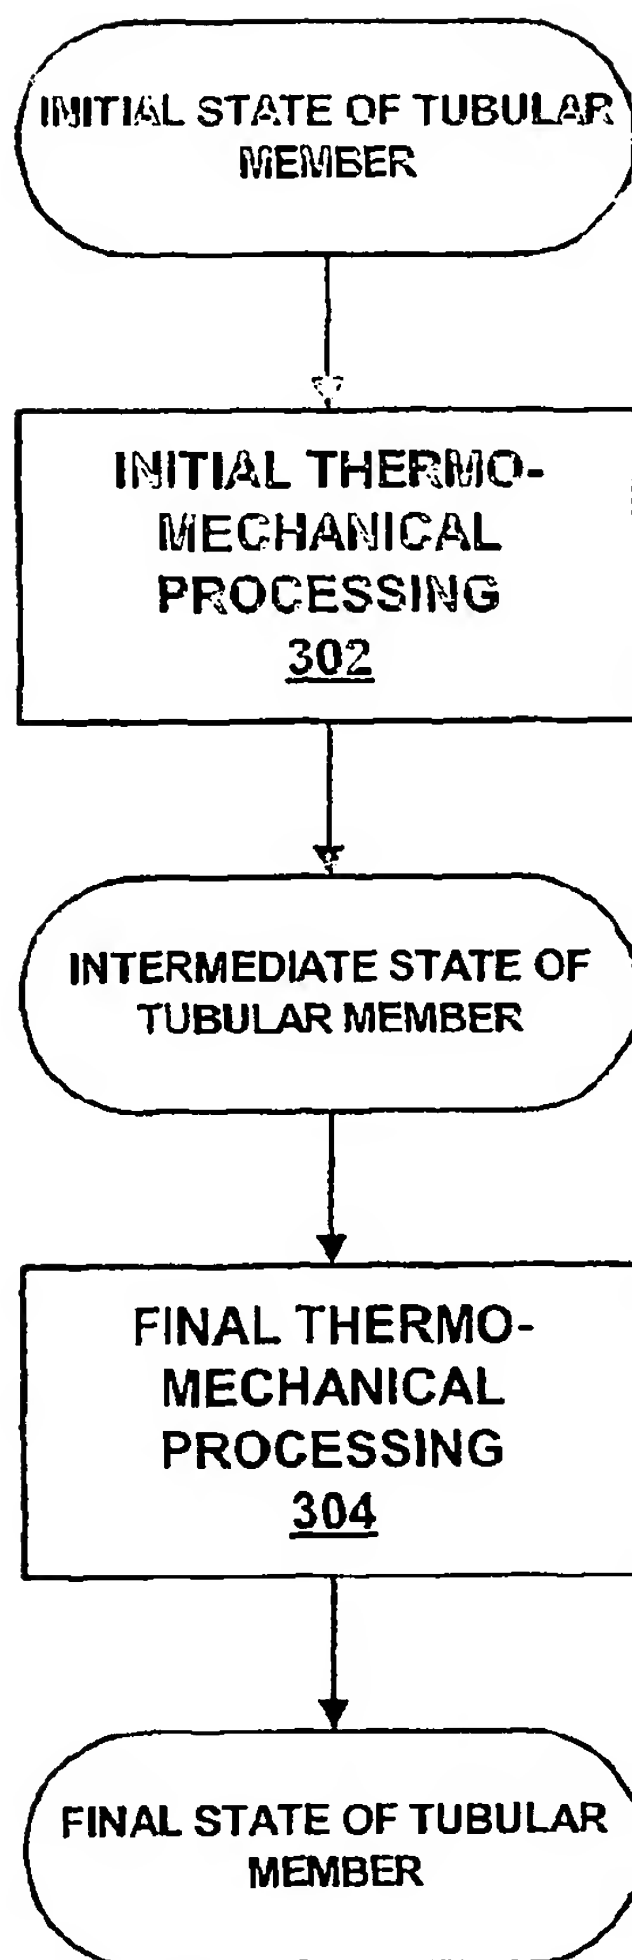 INITIAL STATE OF TUBULAR
MEMBER
INITIAL THERMO-
MECHANICAL
PROCESSING
302
INTERMEDIATE STATE OF
TUBULAR MEMBER
FINAL THERMO-
MECHANICAL
PROCESSING
304
FINAL STATE OF TUBULAR
MEMBER